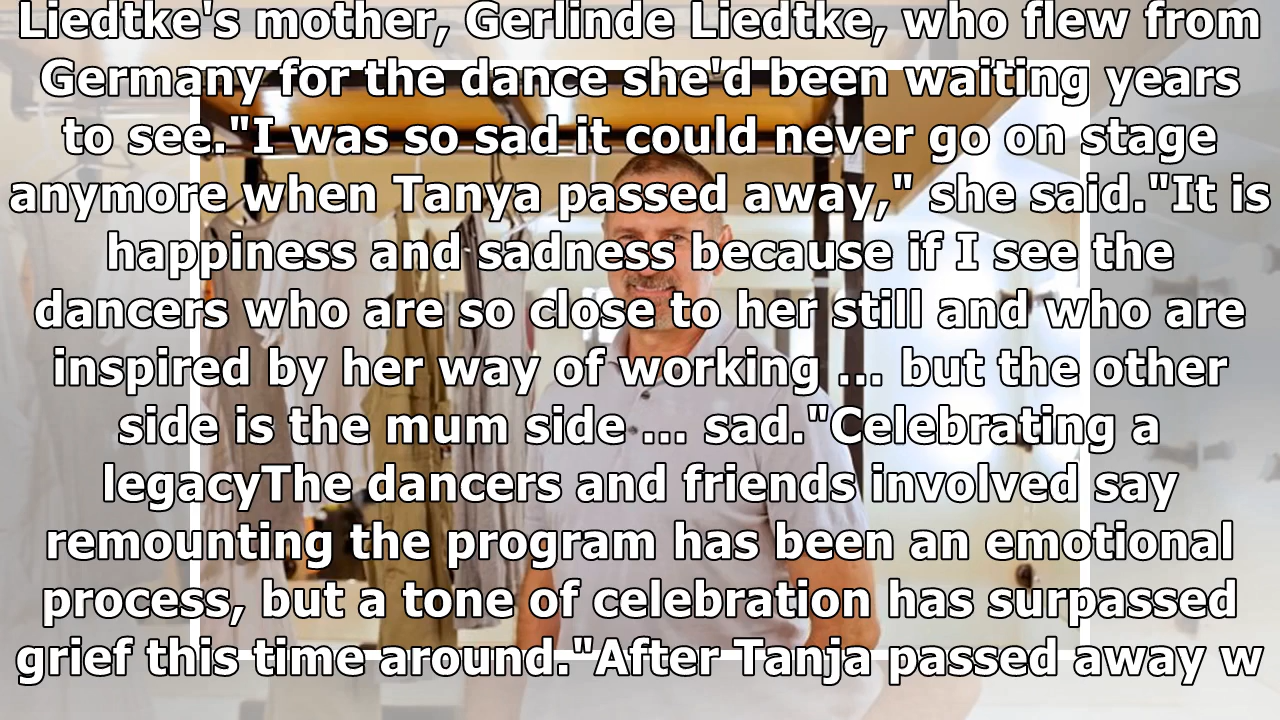 Liedtke's mother, Gerlinde Liedtke, who flew from
Germany for the dance she'd been waiting years
to see."I was so sad it could never go on stage
anymore when Tanya passed away," she said."It is
happiness and sadness because if I see the
dancers who are so close to her still and who are
inspired by her way of working ... but the other
side is the mum side ... sad."Celebrating a
legacyThe dancers and friends involved say
remounting the program has been an emotional
process, but a tone of celebration has surpassed
grief this time around."After Tanja passed away w